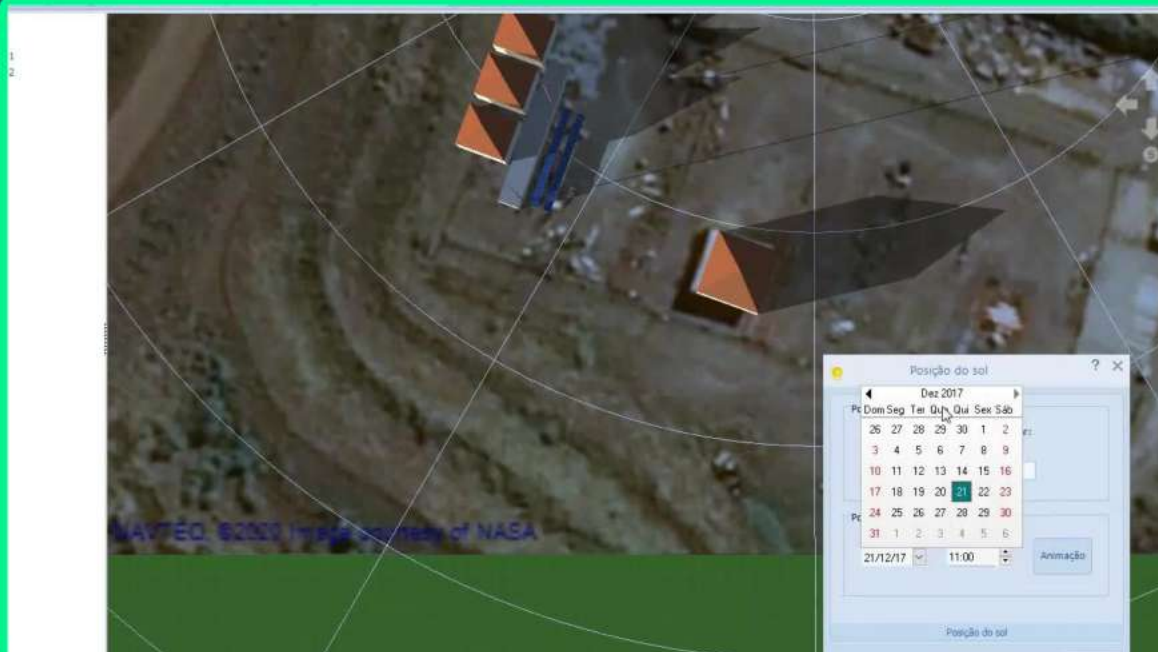 1
2
Posição do sol ? ×
Dez 2017
Dom Seg Ter Qua Qui Sex Sáb
26 27 28 29 30 1 2
3 4 5 6 7 8 9
10 11 12 13 14 15 16
17 18 19 20 21 22 23
24 25 26 27 28 29 30
31 1 2 3 4 5 6
21/12/17 11:00 Animação
NAVTEQ, ©2020 Image courtesy of NASA
Posição do sol